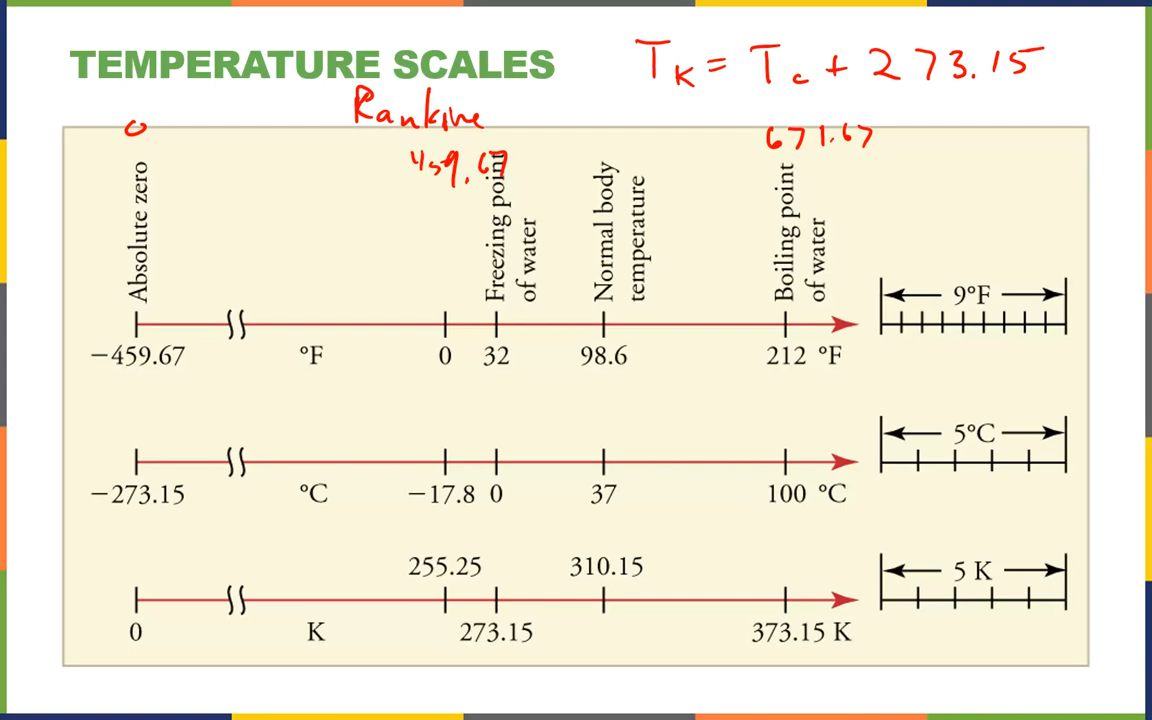 TEMPERATURE SCALES
T_K = T_c + 273.15
Rankine
0
459.67
671.67
Absolute zero
Freezing point
of water
Normal body
temperature
Boiling point
of water
9°F
−459.67
°F
0
32
98.6
212 °F
5°C
−273.15
°C
−17.8
0
37
100 °C
255.25
310.15
5 K
0
K
273.15
373.15 K